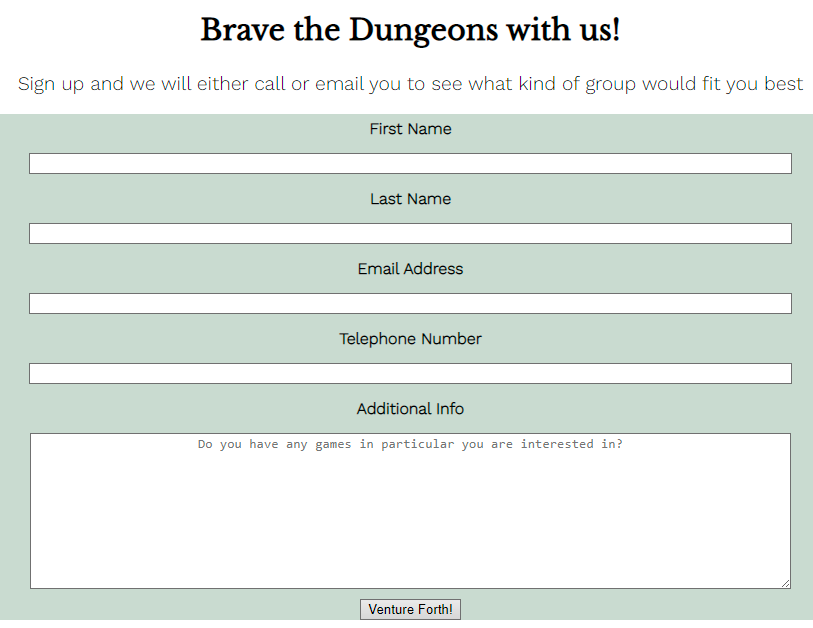 Brave the Dungeons with us!
Sign up and we will either call or email you to see what kind of group would fit you best
First Name
Last Name
Email Address
Telephone Number
Additional Info
Do you have any games in particular you are interested in?
Venture Forth!